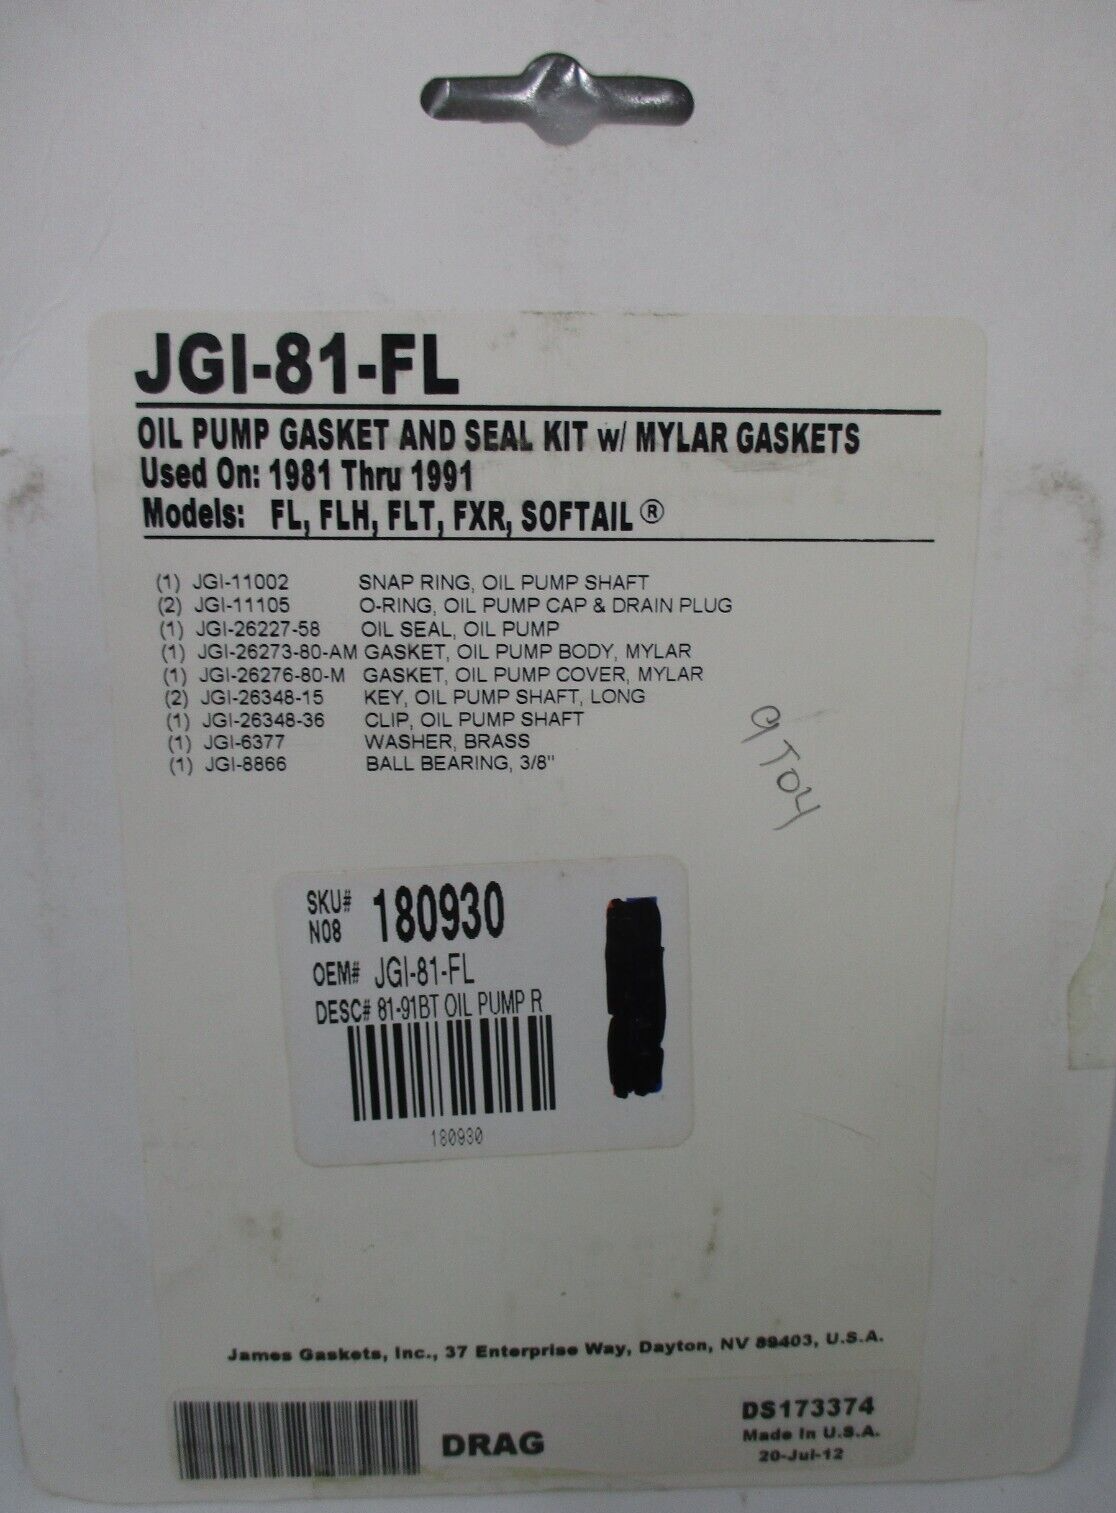 JGI-81-FL
OIL PUMP GASKET AND SEAL KIT w/ MYLAR GASKETS
Used On: 1981 Thru 1991
Models: FL, FLH, FLT, FXR, SOFTAIL ®
(1) JGI-11002 SNAP RING, OIL PUMP SHAFT
(2) JGI-11105 O-RING, OIL PUMP CAP & DRAIN PLUG
(1) JGI-26227-58 OIL SEAL, OIL PUMP
(1) JGI-26273-80-AM GASKET, OIL PUMP BODY, MYLAR
(1) JGI-26276-80-M GASKET, OIL PUMP COVER, MYLAR
(2) JGI-26348-15 KEY, OIL PUMP SHAFT, LONG
(1) JGI-26348-36 CLIP, OIL PUMP SHAFT
(1) JGI-6377 WASHER, BRASS
(1) JGI-8866 BALL BEARING, 3/8"
9T04
SKU# 180930
N08
OEM# JGI-81-FL
DESC# 81-91BT OIL PUMP R
180930
James Gaskets, Inc., 37 Enterprise Way, Dayton, NV 89403, U.S.A.
DRAG
DS173374
Made In U.S.A.
20-Jul-12